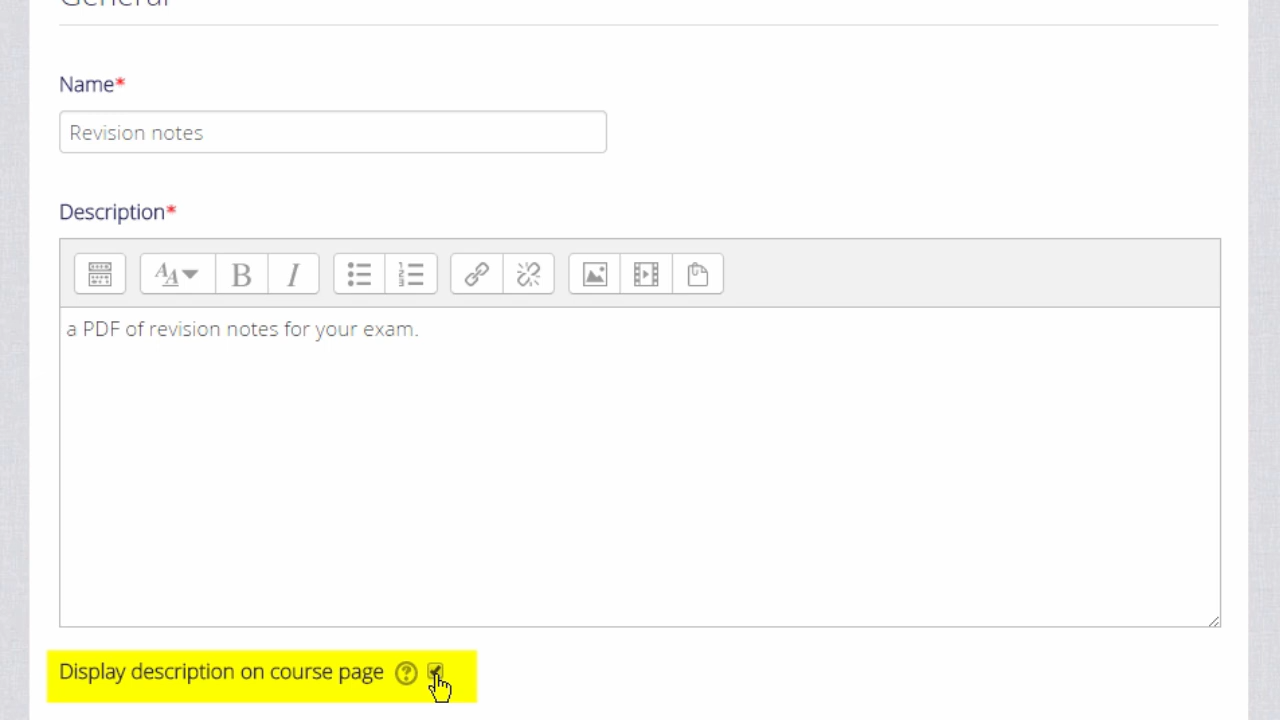 General
Name*
Revision notes
Description*
a PDF of revision notes for your exam.
Display description on course page